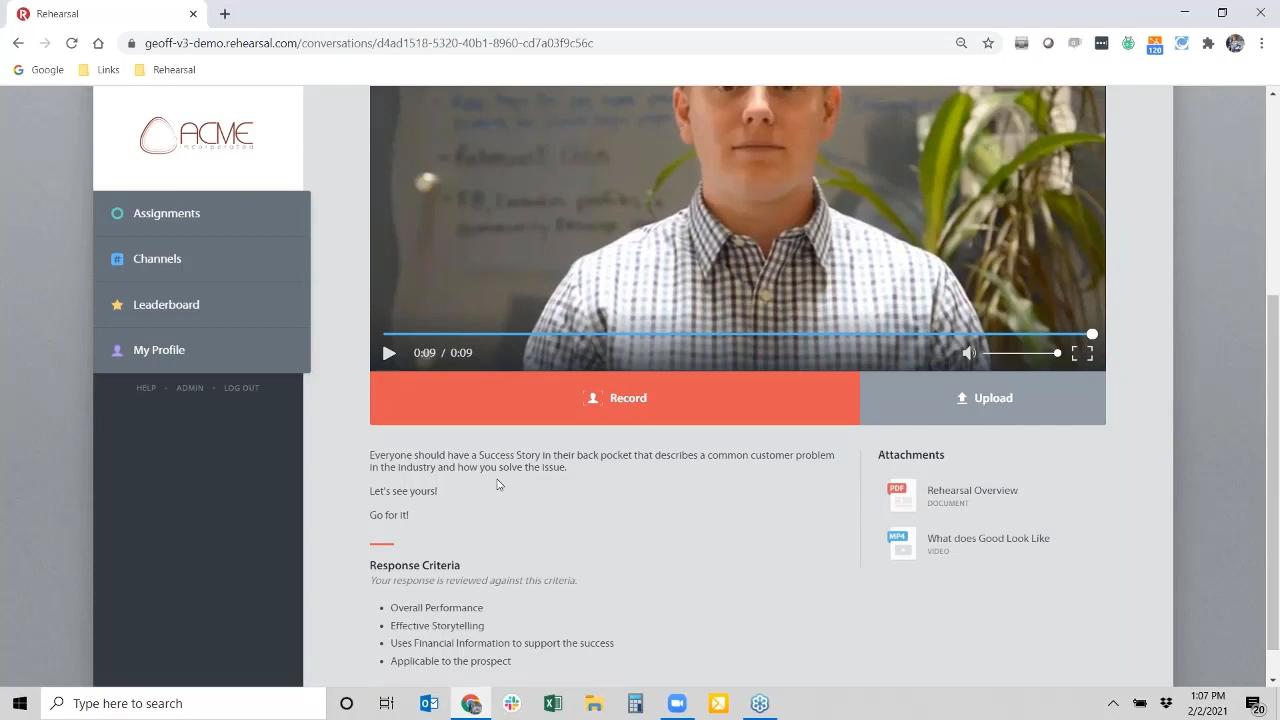 Rehearsal
geoff-v3-demo.rehearsal.com/conversations/d4ad1518-5320-40b1-8960-cd7a03f9c56c
120
Google
Links
Rehearsal
ACME
incorporated
Assignments
Channels
Leaderboard
My Profile
HELP • ADMIN • LOG OUT
0:09 / 0:09
Record
Upload
Everyone should have a Success Story in their back pocket that describes a common customer problem
in the industry and how you solve the issue.
Let's see yours!
Go for it!
Response Criteria
Your response is reviewed against this criteria.
• Overall Performance
• Effective Storytelling
• Uses Financial Information to support the success
• Applicable to the prospect
Attachments
PDF
Rehearsal Overview
DOCUMENT
MP4
What does Good Look Like
VIDEO
Type here to search
1:07 PM
2/2/2021
20